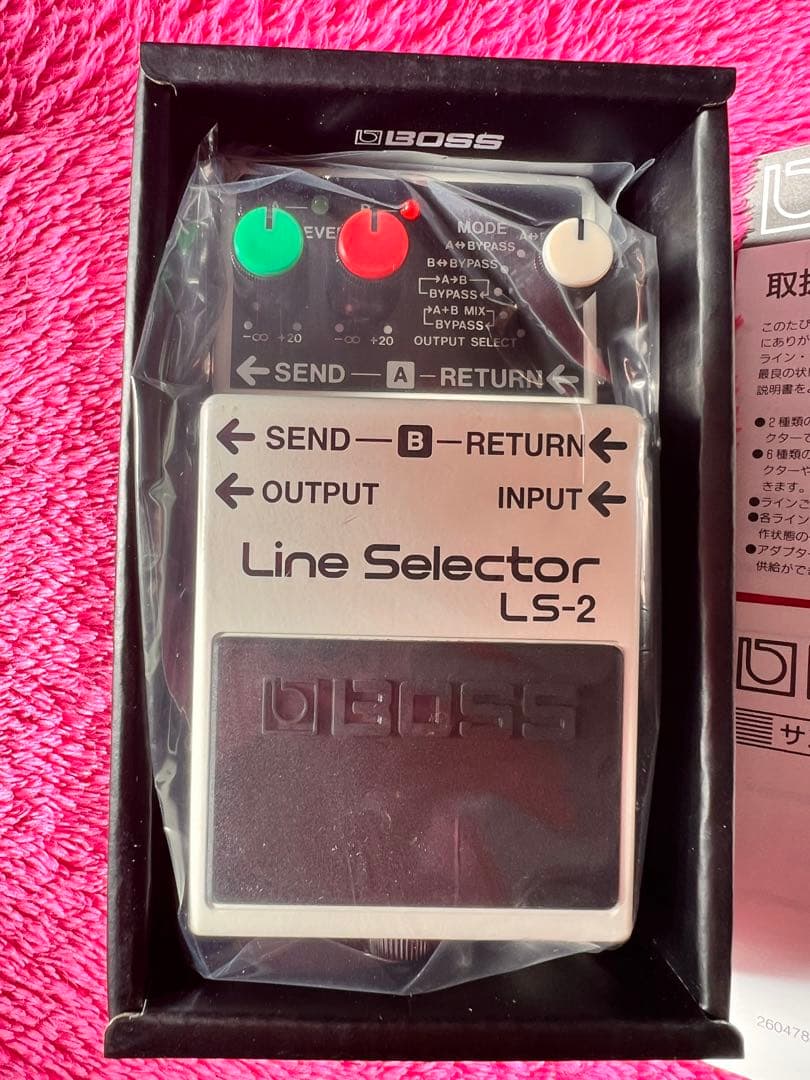 BOSS
MODE
A↔BYPASS
B↔BYPASS
→A→B
BYPASS
→A+B MIX
BYPASS
OUTPUT SELECT
-∞ +20
-∞ +20
←SEND—A—RETURN←
←SEND—B—RETURN←
←OUTPUT
INPUT←
Line Selector
LS-2
BOSS
このたび
にありが
ライン・
最良の状
説明書を
●2種類の
クターで
●6種類の
クターや
きます。
●ラインご
●各ライン
作状態の
●アダプター
供給ができ
260478